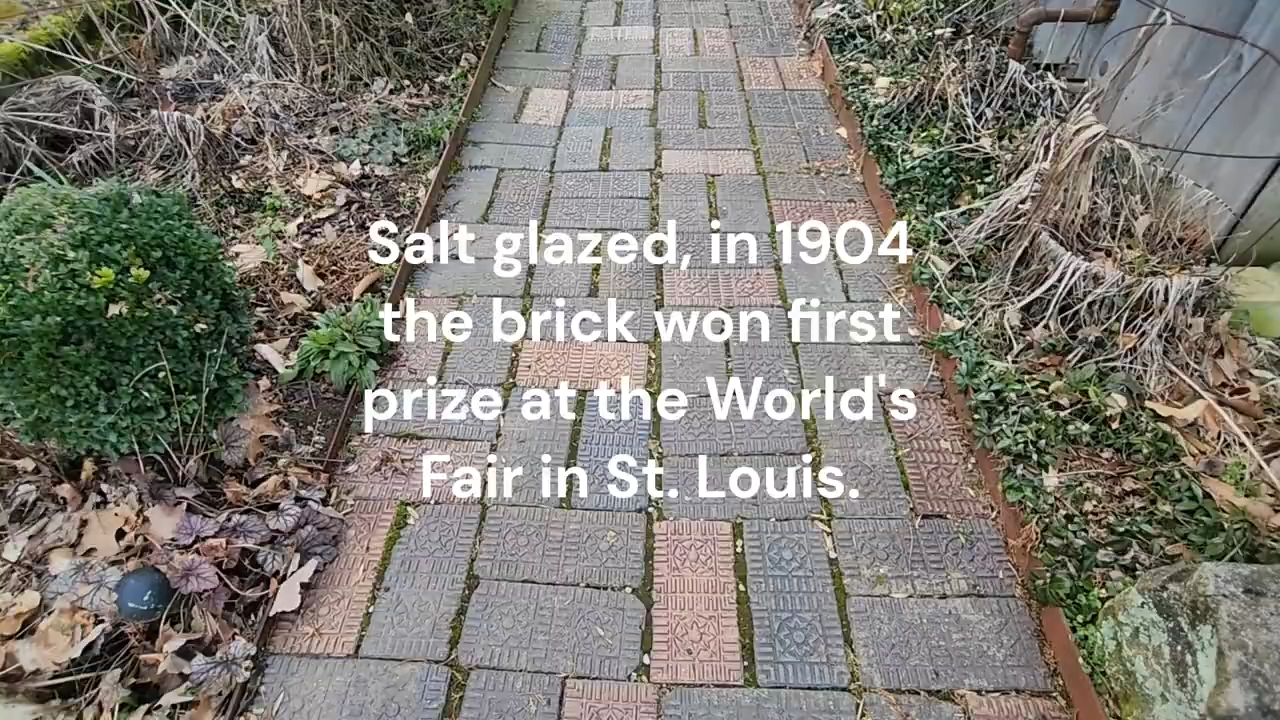 Salt glazed, in 1904
the brick won first
prize at the World's
Fair in St. Louis.